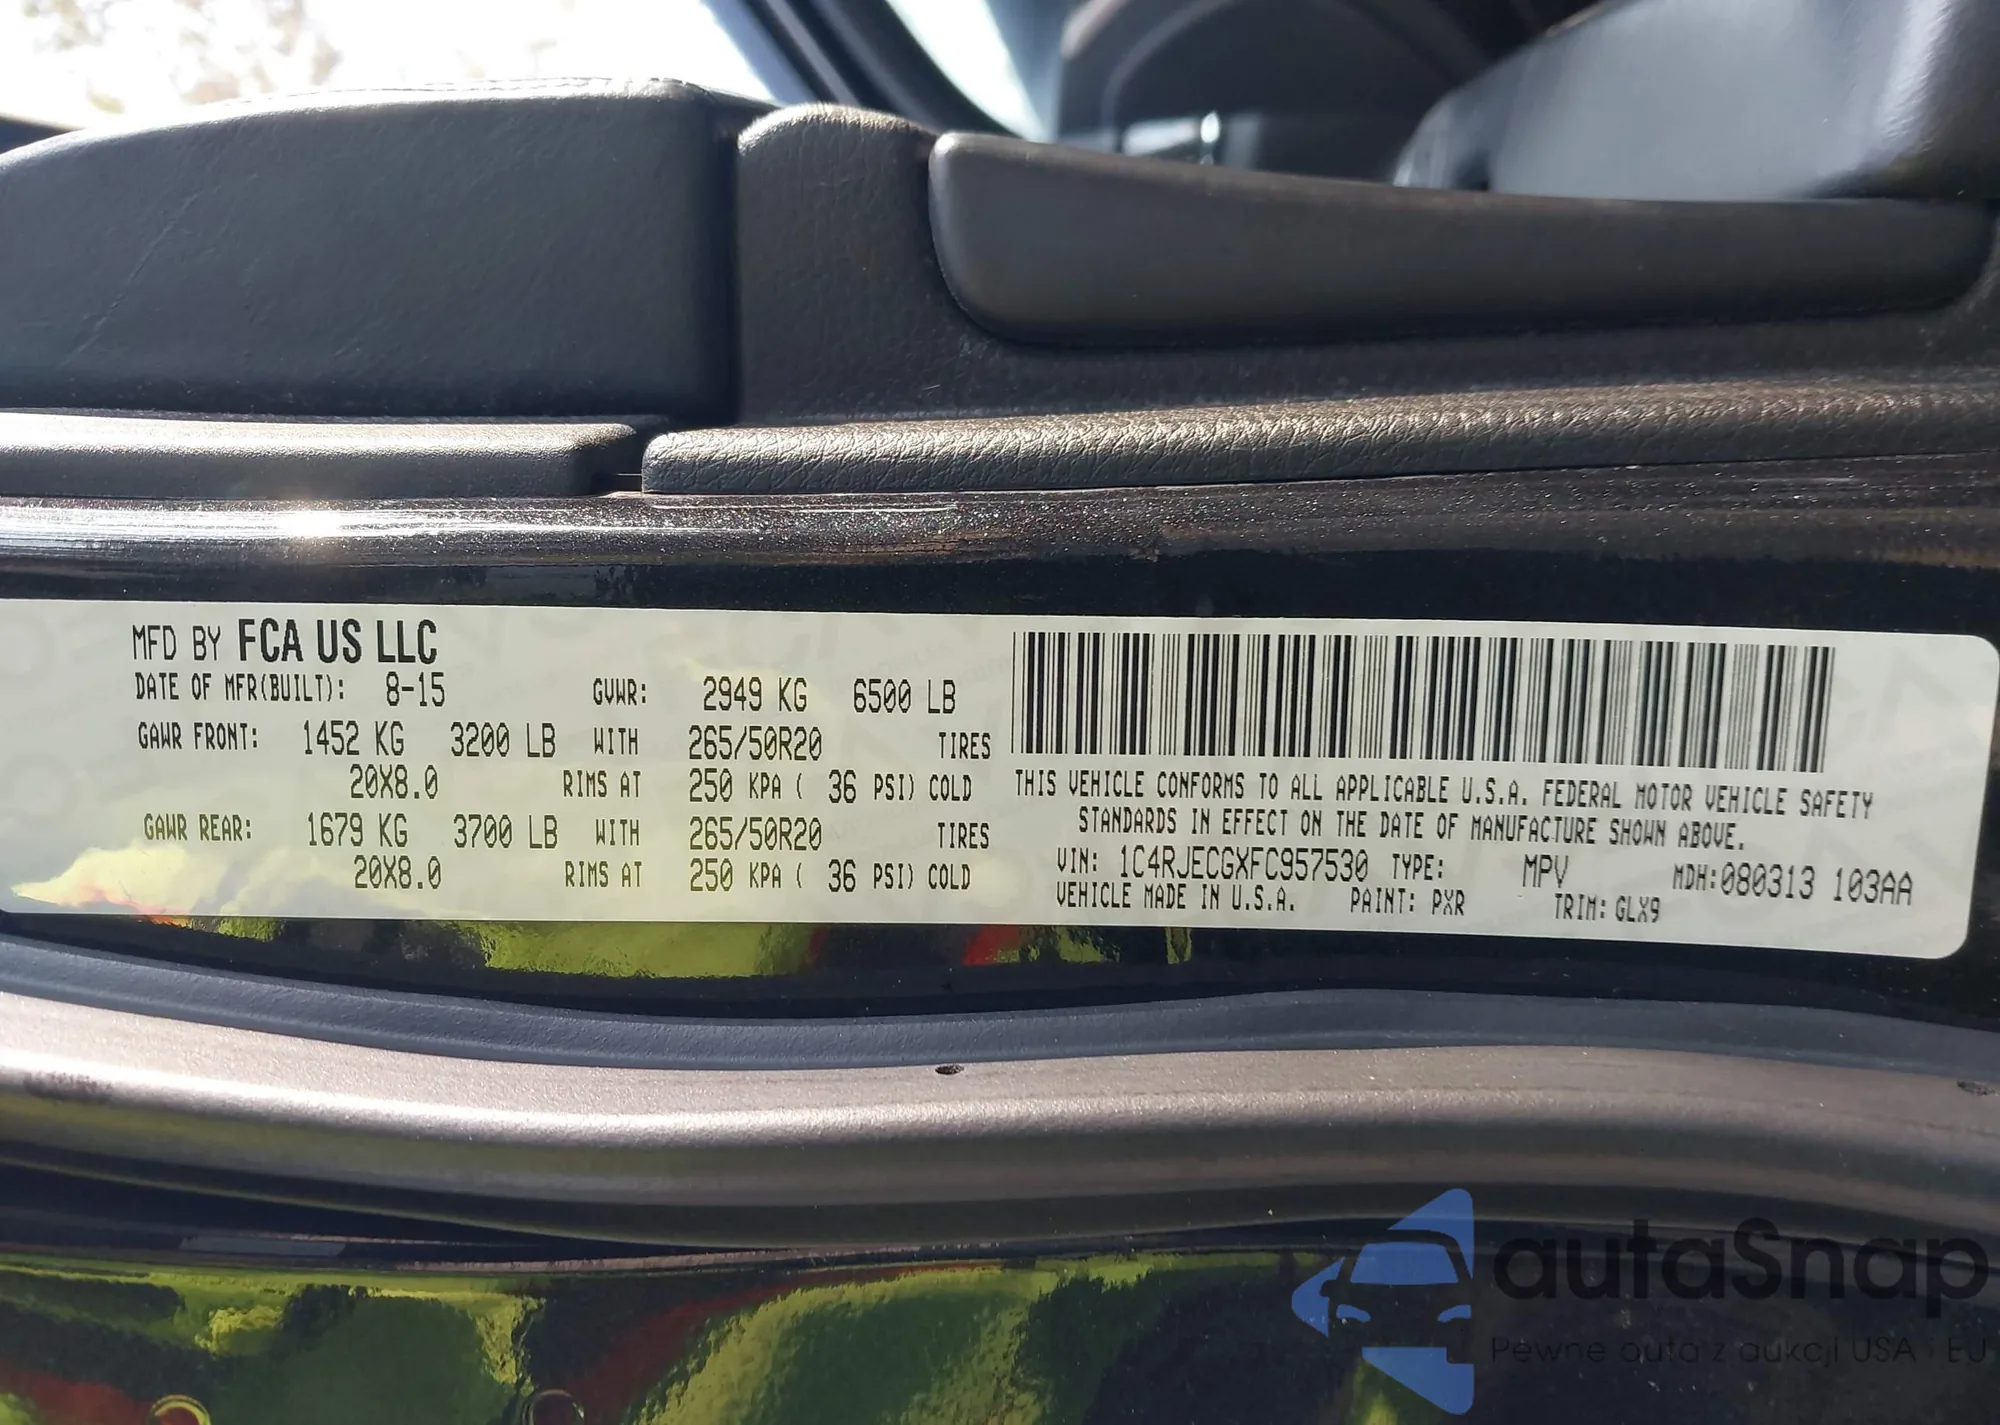 MFD BY FCA US LLC
DATE OF MFR(BUILT): 8-15 GVWR: 2949 KG 6500 LB
GAWR FRONT: 1452 KG 3200 LB WITH 265/50R20 TIRES
20X8.0 RIMS AT 250 KPA ( 36 PSI) COLD
GAWR REAR: 1679 KG 3700 LB WITH 265/50R20 TIRES
20X8.0 RIMS AT 250 KPA ( 36 PSI) COLD
THIS VEHICLE CONFORMS TO ALL APPLICABLE U.S.A. FEDERAL MOTOR VEHICLE SAFETY
STANDARDS IN EFFECT ON THE DATE OF MANUFACTURE SHOWN ABOVE.
VIN: 1C4RJECGXFC957530 TYPE: MPV MDH:080313 103AA
VEHICLE MADE IN U.S.A. PAINT: PXR TRIM: GLX9
autaSnap
Pewne auta z aukcji USA i EU